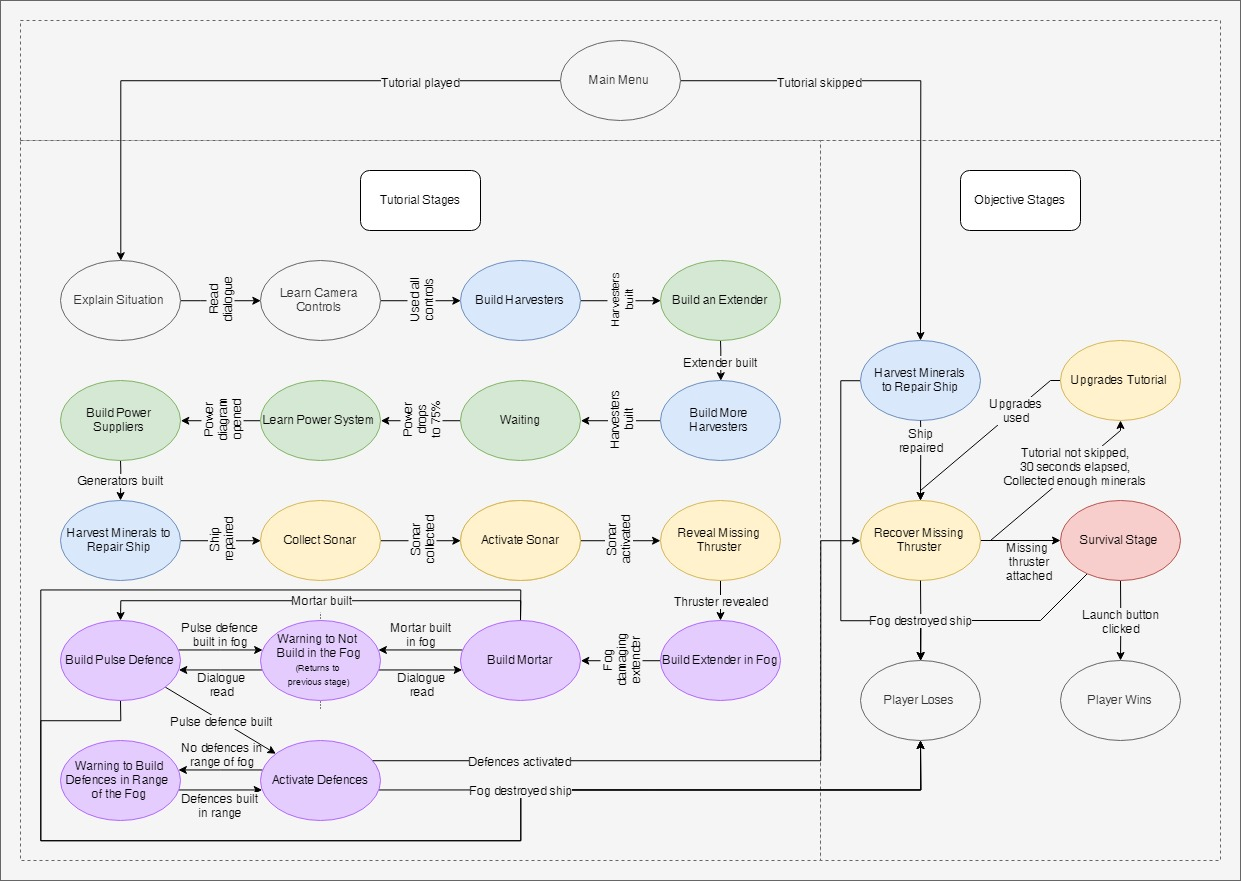 Main Menu
Tutorial played
Tutorial skipped
Tutorial Stages
Objective Stages
Explain Situation
Read
dialogue
Learn Camera
Controls
Used all
controls
Build Harvesters
Harvesters
built
Build an Extender
Extender built
Build Power
Suppliers
Power
diagram
opened
Learn Power System
Power
drops
to 75%
Waiting
Harvesters
built
Build More
Harvesters
Generators built
Harvest Minerals to
Repair Ship
Ship
repaired
Collect Sonar
Sonar
collected
Activate Sonar
Sonar
activated
Reveal Missing
Thruster
Thruster revealed
Mortar built
Build Pulse Defence
Pulse defence
built in fog
Dialogue
read
Warning to Not
Build in the Fog
(Returns to
previous stage)
Mortar built
in fog
Dialogue
read
Build Mortar
Fog
damaging
extender
Build Extender in Fog
Pulse defence built
Warning to Build
Defences in Range
of the Fog
No defences in
range of fog
Defences built
in range
Activate Defences
Defences activated
Fog destroyed ship
Harvest Minerals
to Repair Ship
Upgrades Tutorial
Upgrades
used
Ship
repaired
Tutorial not skipped,
30 seconds elapsed,
Collected enough minerals
Recover Missing
Thruster
Missing
thruster
attached
Survival Stage
Fog destroyed ship
Launch button
clicked
Player Loses
Player Wins